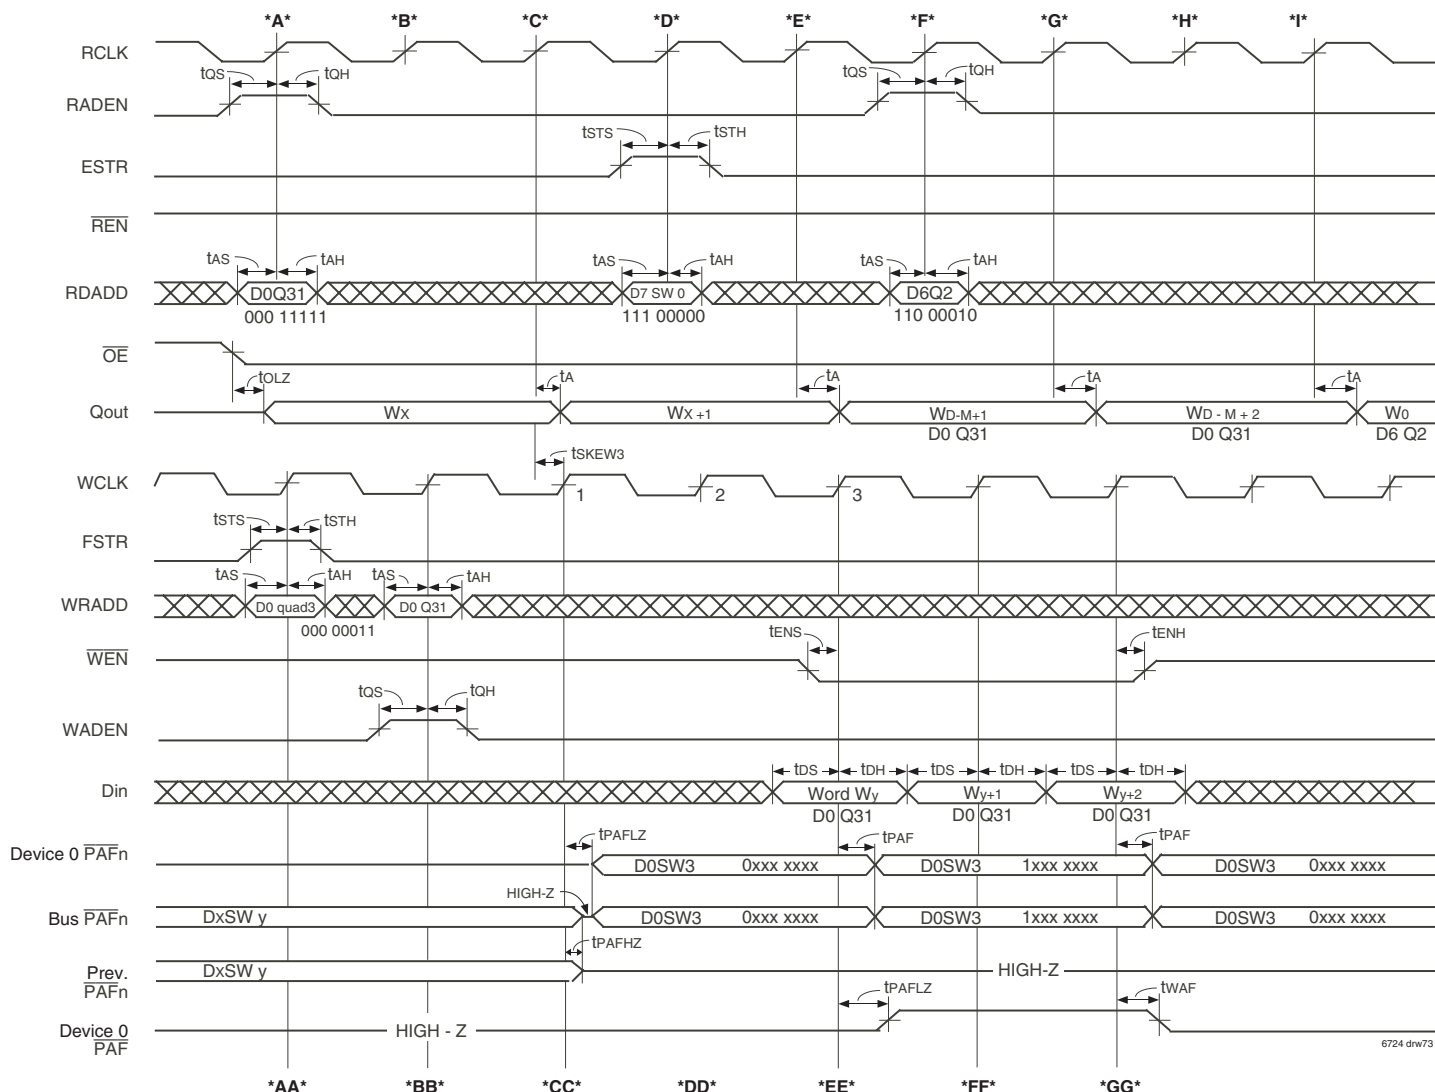 *A* *B* *C* *D* *E* *F* *G* *H* *I*
RCLK
tQS tQH tQS tQH
RADEN
tSTS tSTH
ESTR
REN
tAS tAH tAS tAH tAS tAH
RDADD D0Q31 D7 SW 0 D6Q2
000 11111 111 00000 110 00010
OE
tOLZ tA tA tA tA
Qout WX WX +1 WD-M+1 WD - M + 2 W0
D0 Q31 D0 Q31 D6 Q2
tSKEW3
WCLK 1 2 3
tSTS tSTH
FSTR
tAS tAH tAS tAH
WRADD D0 quad3 D0 Q31
000 00011
tENS tENH
WEN
tQS tQH
WADEN
tDS tDH tDS tDH tDS tDH
Din Word Wy Wy+1 Wy+2
D0 Q31 D0 Q31 D0 Q31
tPAFLZ tPAF tPAF
Device 0 PAFn D0SW3 0xxx xxxx D0SW3 1xxx xxxx D0SW3 0xxx xxxx
HIGH-Z
Bus PAFn DxSW y D0SW3 0xxx xxxx D0SW3 1xxx xxxx D0SW3 0xxx xxxx
tPAFHZ
Prev. DxSW y HIGH-Z
PAFn
tPAFLZ tWAF
Device 0 HIGH - Z
PAF
6724 drw73
*AA* *BB* *CC* *DD* *EE* *FF* *GG*